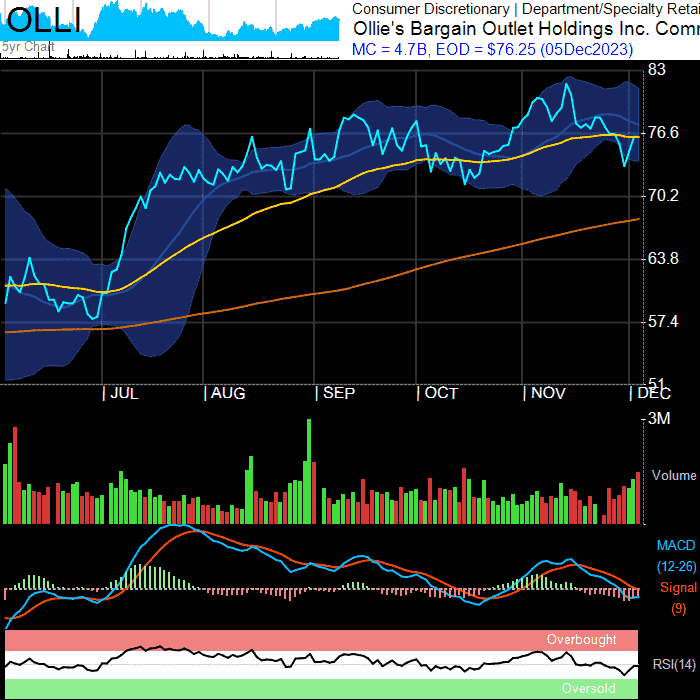 OLLI
5yr Chart
Consumer Discretionary | Department/Specialty Retai
Ollie's Bargain Outlet Holdings Inc. Comm
MC = 4.7B, EOD = $76.25 (05Dec2023)
83
76.6
70.2
63.8
57.4
51
| JUL | AUG | SEP | OCT | NOV | DEC
3M
Volume
MACD
(12-26)
Signal
(9)
Overbought
RSI(14)
Oversold